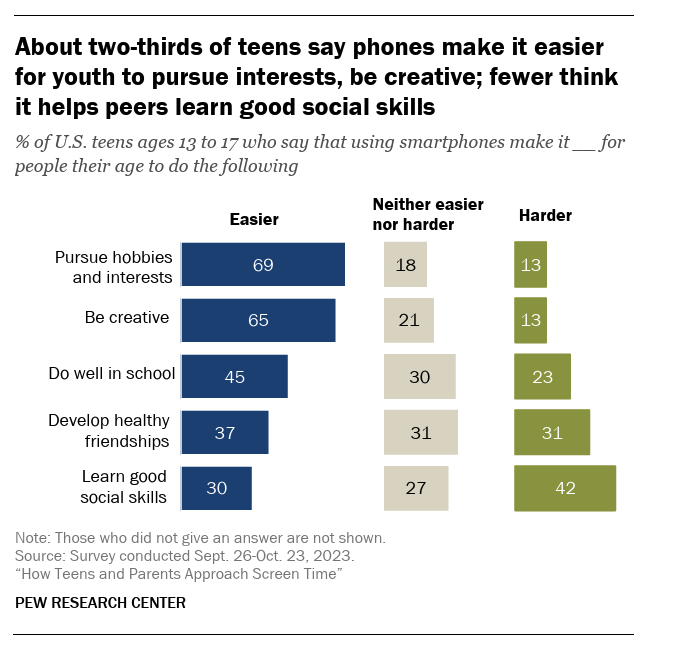 About two-thirds of teens say phones make it easier
for youth to pursue interests, be creative; fewer think
it helps peers learn good social skills
% of U.S. teens ages 13 to 17 who say that using smartphones make it __ for
people their age to do the following
Easier
Neither easier
nor harder
Harder
Pursue hobbies
and interests
69
18
13
Be creative
65
21
13
Do well in school
45
30
23
Develop healthy
friendships
37
31
31
Learn good
social skills
30
27
42
Note: Those who did not give an answer are not shown.
Source: Survey conducted Sept. 26-Oct. 23, 2023.
“How Teens and Parents Approach Screen Time”
PEW RESEARCH CENTER